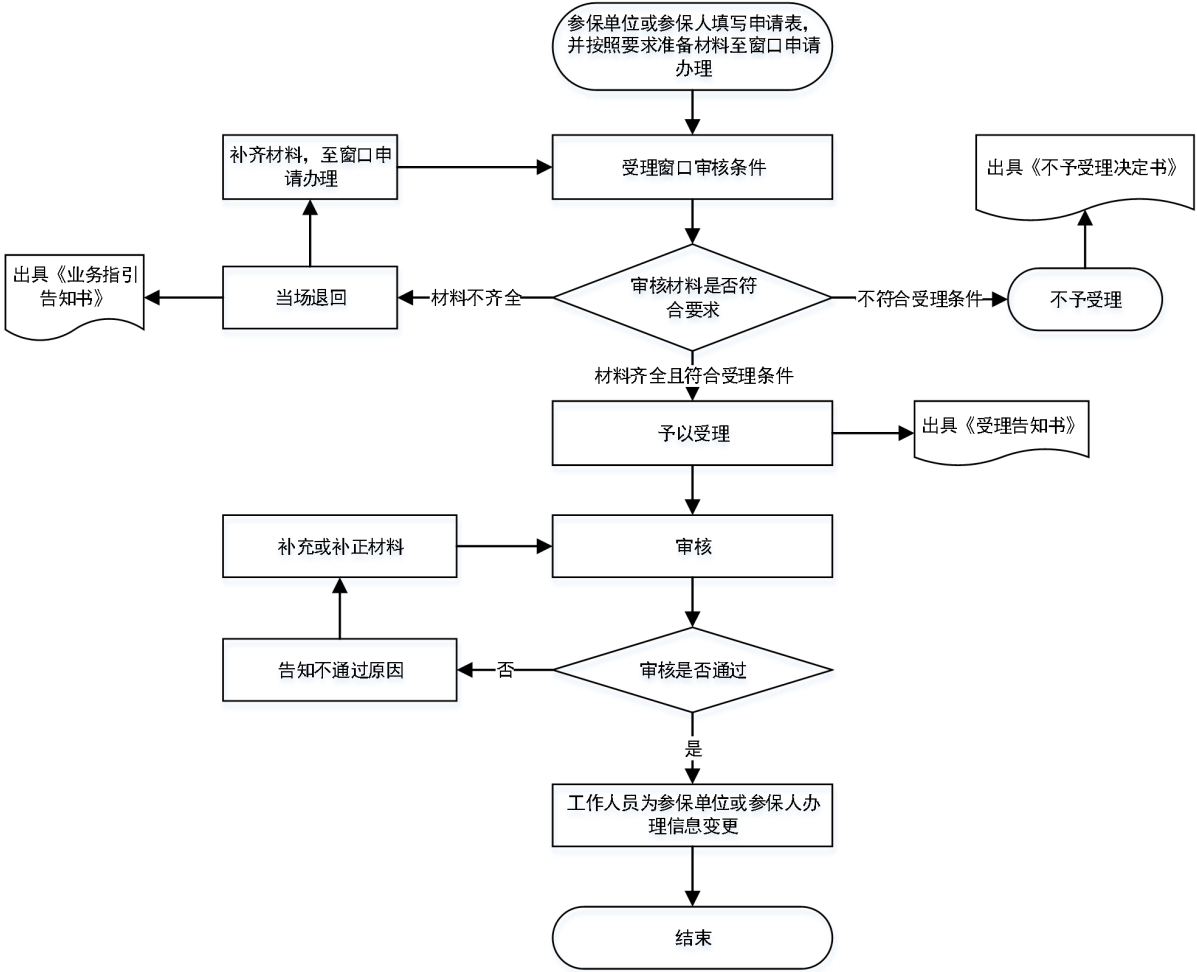 参保单位或参保人填写申请表，
并按照要求准备材料至窗口申请
办理
补齐材料，至窗口申
请办理
受理窗口审核条件
出具《不予受理决定书》
出具《业务指引
告知书》
当场退回
材料不齐全
审核材料是否符
合要求
不符合受理条件
不予受理
材料齐全且符合受理条件
予以受理
出具《受理告知书》
补充或补正材料
审核
告知不通过原因
否
审核是否通过
是
工作人员为参保单位或参保人办
理信息变更
结束